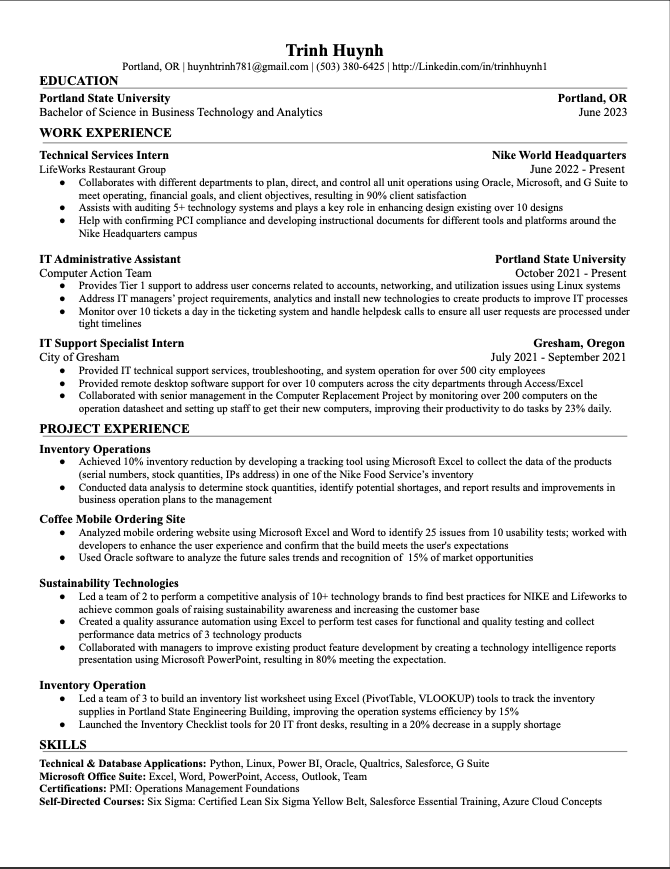 Trinh Huynh
Portland, OR | huynhtrinh781@gmail.com | (503) 380-6425 | http://Linkedin.com/in/trinhhuynh1
EDUCATION
Portland State University Portland, OR
Bachelor of Science in Business Technology and Analytics June 2023
WORK EXPERIENCE
Technical Services Intern Nike World Headquarters
LifeWorks Restaurant Group June 2022 - Present
● Collaborates with different departments to plan, direct, and control all unit operations using Oracle, Microsoft, and G Suite to
meet operating, financial goals, and client objectives, resulting in 90% client satisfaction
● Assists with auditing 5+ technology systems and plays a key role in enhancing design existing over 10 designs
● Help with confirming PCI compliance and developing instructional documents for different tools and platforms around the
Nike Headquarters campus
IT Administrative Assistant Portland State University
Computer Action Team October 2021 - Present
● Provides Tier 1 support to address user concerns related to accounts, networking, and utilization issues using Linux systems
● Address IT managers' project requirements, analytics and install new technologies to create products to improve IT processes
● Monitor over 10 tickets a day in the ticketing system and handle helpdesk calls to ensure all user requests are processed under
tight timelines
IT Support Specialist Intern Gresham, Oregon
City of Gresham July 2021 - September 2021
● Provided IT technical support services, troubleshooting, and system operation for over 500 city employees
● Provided remote desktop software support for over 10 computers across the city departments through Access/Excel
● Collaborated with senior management in the Computer Replacement Project by monitoring over 200 computers on the
operation datasheet and setting up staff to get their new computers, improving their productivity to do tasks by 23% daily.
PROJECT EXPERIENCE
Inventory Operations
● Achieved 10% inventory reduction by developing a tracking tool using Microsoft Excel to collect the data of the products
(serial numbers, stock quantities, IPs address) in one of the Nike Food Service's inventory
● Conducted data analysis to determine stock quantities, identify potential shortages, and report results and improvements in
business operation plans to the management
Coffee Mobile Ordering Site
● Analyzed mobile ordering website using Microsoft Excel and Word to identify 25 issues from 10 usability tests; worked with
developers to enhance the user experience and confirm that the build meets the user's expectations
● Used Oracle software to analyze the future sales trends and recognition of 15% of market opportunities
Sustainability Technologies
● Led a team of 2 to perform a competitive analysis of 10+ technology brands to find best practices for NIKE and Lifeworks to
achieve common goals of raising sustainability awareness and increasing the customer base
● Created a quality assurance automation using Excel to perform test cases for functional and quality testing and collect
performance data metrics of 3 technology products
● Collaborated with managers to improve existing product feature development by creating a technology intelligence reports
presentation using Microsoft PowerPoint, resulting in 80% meeting the expectation.
Inventory Operation
● Led a team of 3 to build an inventory list worksheet using Excel (PivotTable, VLOOKUP) tools to track the inventory
supplies in Portland State Engineering Building, improving the operation systems efficiency by 15%
● Launched the Inventory Checklist tools for 20 IT front desks, resulting in a 20% decrease in a supply shortage
SKILLS
Technical & Database Applications: Python, Linux, Power BI, Oracle, Qualtrics, Salesforce, G Suite
Microsoft Office Suite: Excel, Word, PowerPoint, Access, Outlook, Team
Certifications: PMI: Operations Management Foundations
Self-Directed Courses: Six Sigma: Certified Lean Six Sigma Yellow Belt, Salesforce Essential Training, Azure Cloud Concepts